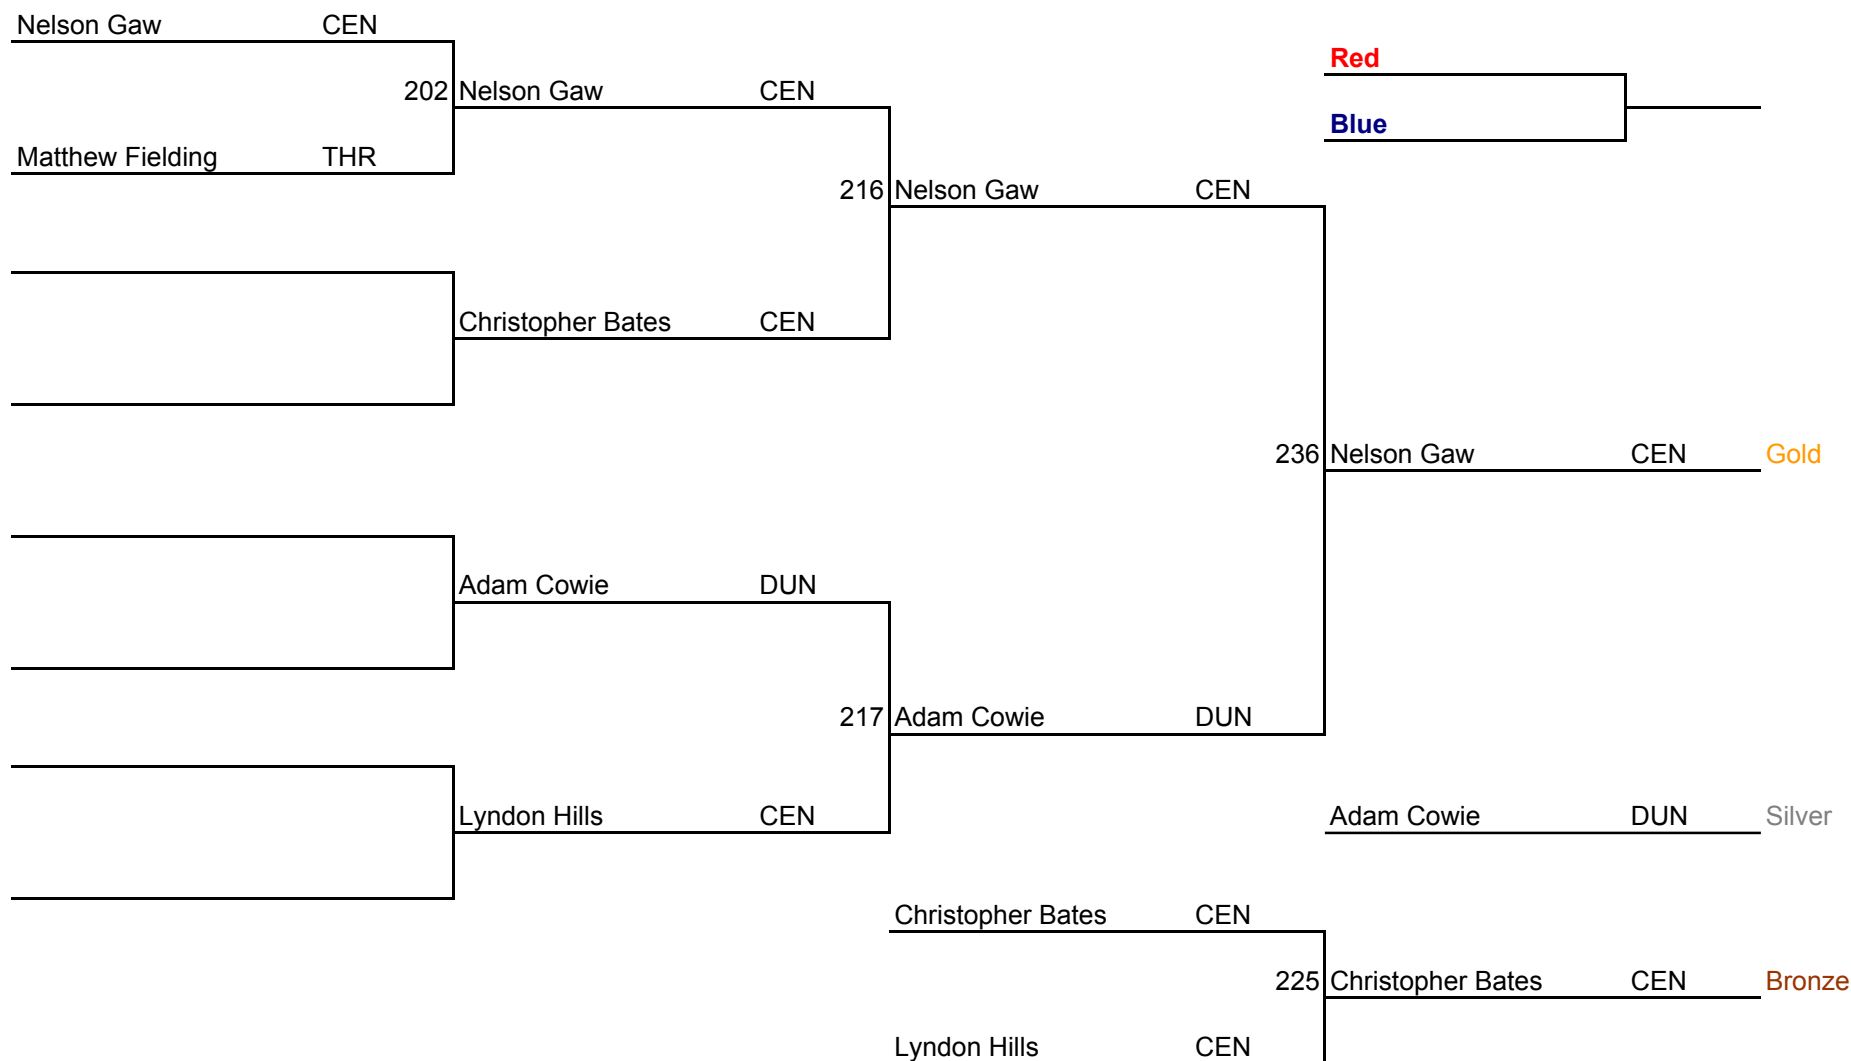 Nelson Gaw CEN
Red
202 Nelson Gaw CEN
Blue
Matthew Fielding THR
216 Nelson Gaw CEN
Christopher Bates CEN
236 Nelson Gaw CEN Gold
Adam Cowie DUN
217 Adam Cowie DUN
Lyndon Hills CEN
Adam Cowie DUN Silver
Christopher Bates CEN
225 Christopher Bates CEN Bronze
Lyndon Hills CEN